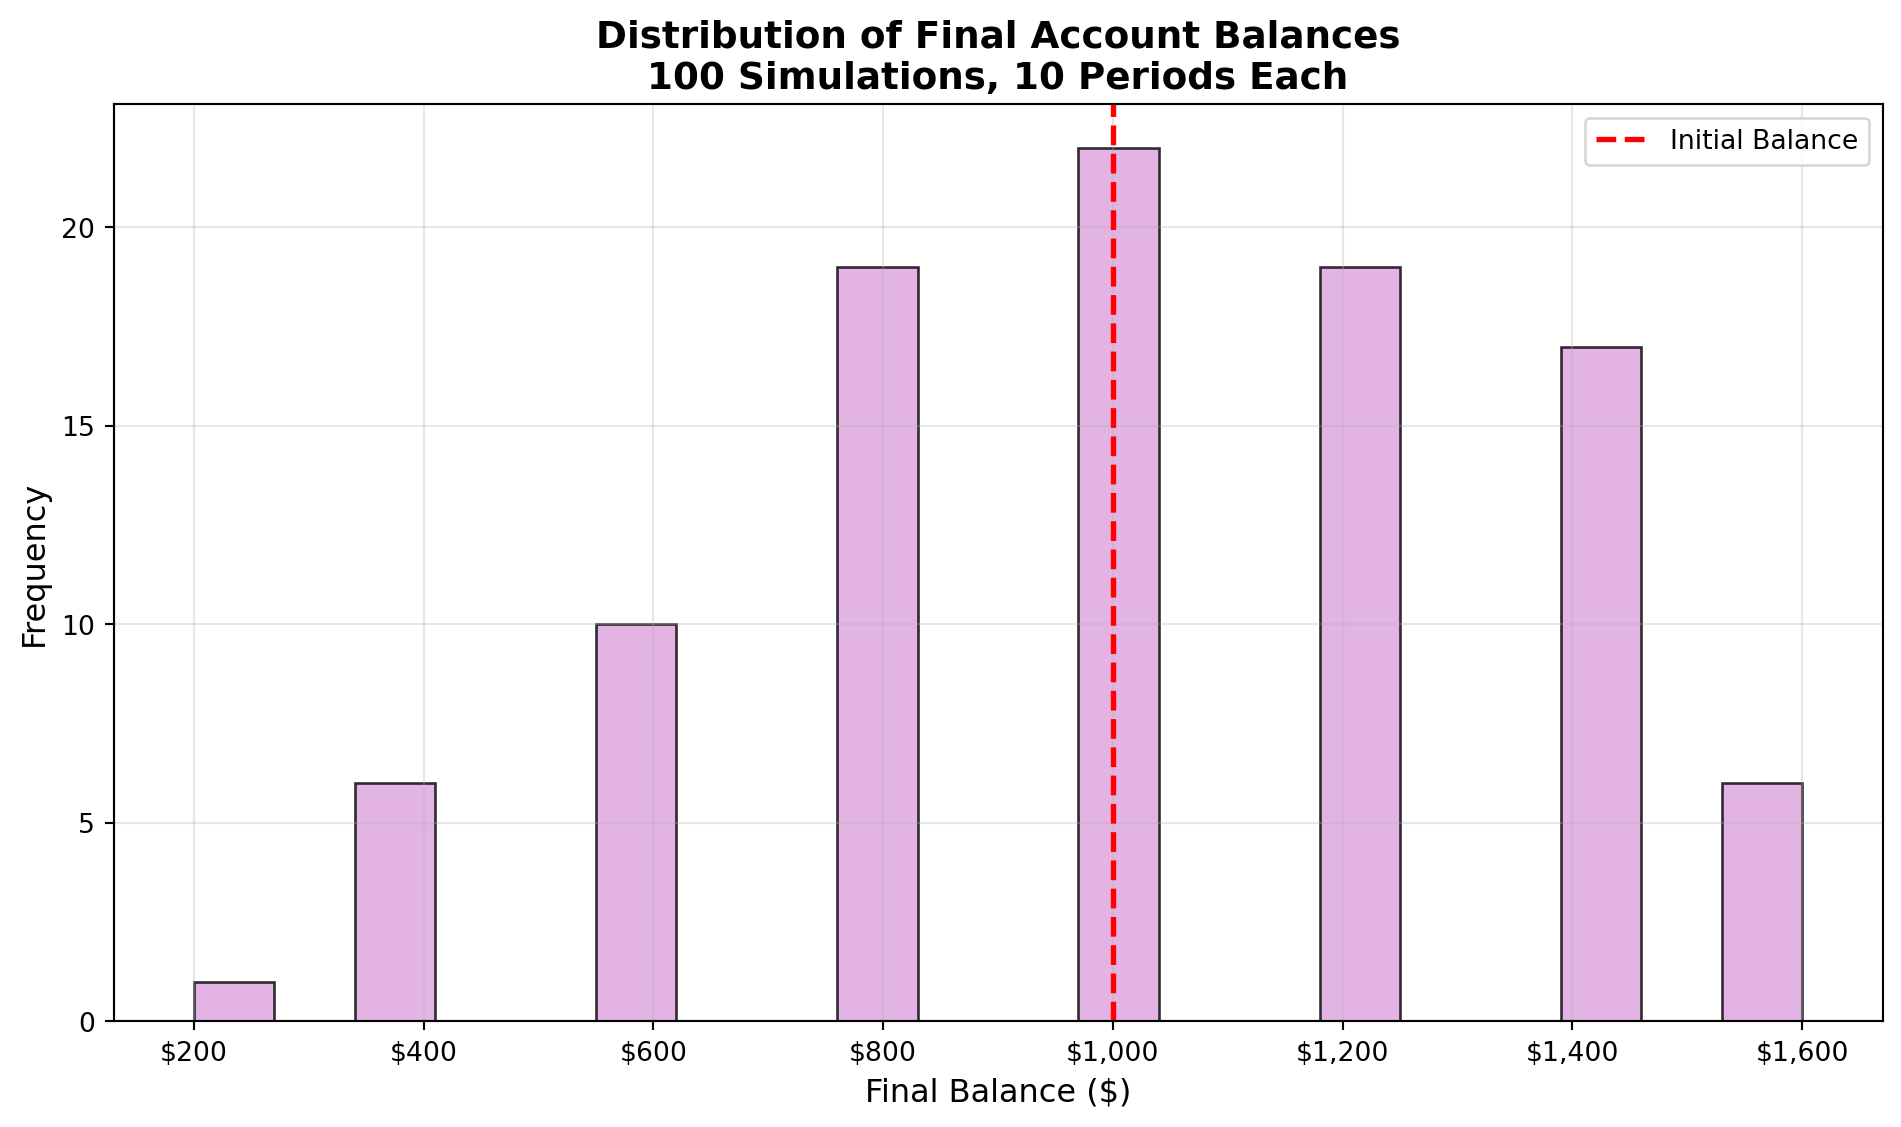 Distribution of Final Account Balances
100 Simulations, 10 Periods Each
Initial Balance
Frequency
20
15
10
5
0
$200
$400
$600
$800
$1,000
$1,200
$1,400
$1,600
Final Balance ($)